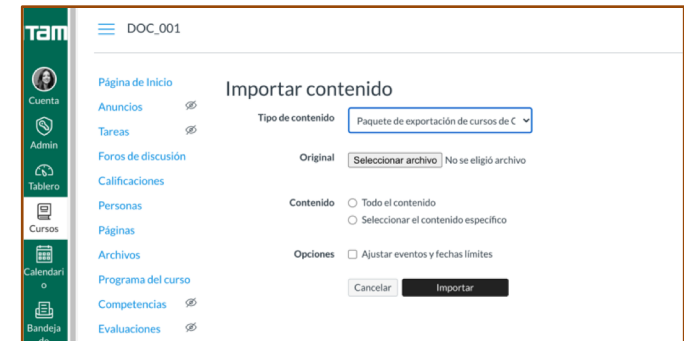 Tam
DOC_001
Cuenta
Admin
Tablero
Cursos
Calendari
o
Bandeja
de
Página de Inicio
Anuncios
Tareas
Foros de discusión
Calificaciones
Personas
Páginas
Archivos
Programa del curso
Competencias
Evaluaciones
Importar contenido
Tipo de contenido Paquete de exportación de cursos de C
Original Seleccionar archivo No se eligió archivo
Contenido Todo el contenido
Seleccionar el contenido específico
Opciones Ajustar eventos y fechas límites
Cancelar Importar